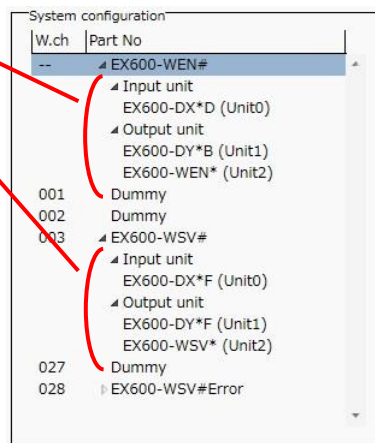 System configuration
W.ch Part No
-- EX600-WEN#
Input unit
EX600-DX*D (Unit0)
Output unit
EX600-DY*B (Unit1)
EX600-WEN* (Unit2)
001 Dummy
002 Dummy
003 EX600-WSV#
Input unit
EX600-DX*F (Unit0)
Output unit
EX600-DY*F (Unit1)
EX600-WSV* (Unit2)
027 Dummy
028 EX600-WSV#Error